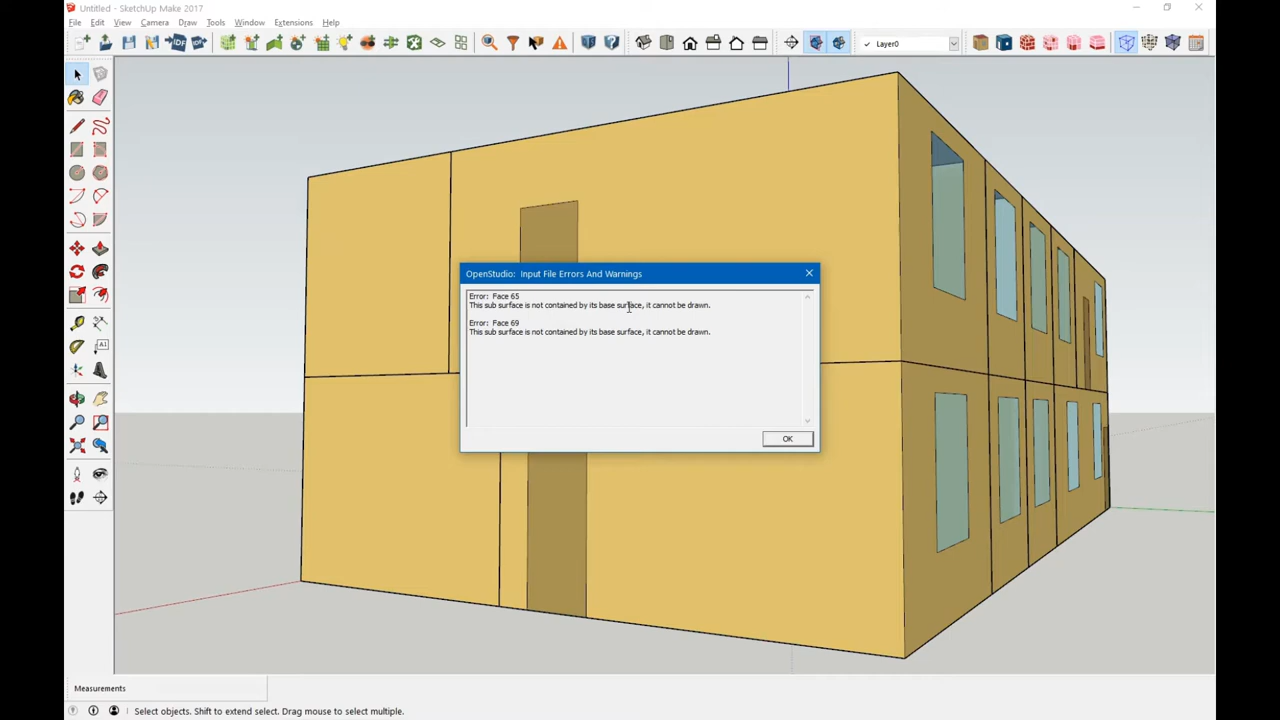 Untitled - SketchUp Make 2017
File Edit View Camera Draw Tools Window Extensions Help
IDF IDF
Layer0
OpenStudio: Input File Errors And Warnings
Error: Face 65
This sub surface is not contained by its base surface, it cannot be drawn.
Error: Face 69
This sub surface is not contained by its base surface, it cannot be drawn.
OK
Measurements
Select objects. Shift to extend select. Drag mouse to select multiple.